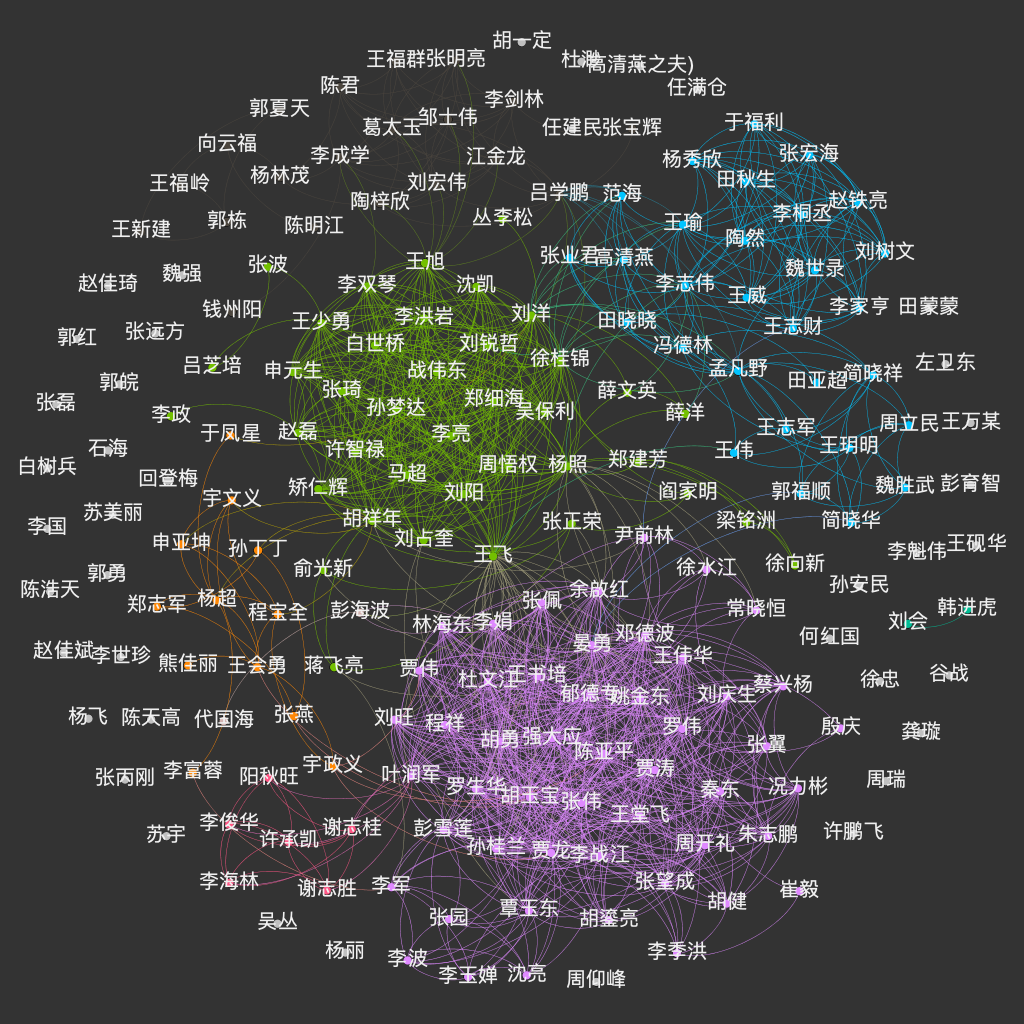 胡一定
王福群
张明亮
高清燕之夫)
陈君
任满仓
李剑林
郭夏天
葛太玉
邹士伟
任建民
张宝辉
于福利
向云福
李成学
江金龙
杨秀欣
张宏海
王福岭
杨林茂
刘宏伟
田秋生
陶梓欣
吕学鹏
范海
赵铁亮
郭栋
陈明江
丛李松
王瑜
李桐丞
王新建
陶然
刘树文
张波
王旭
张业君
高清燕
魏世录
赵佳琦
魏强
李双琴
沈凯
李志伟
王威
钱州阳
李洪岩
刘洋
李家亨
田蒙蒙
郭红
张远方
王少勇
白世桥
刘锐哲
田晓晓
王志财
吕芝培
申元生
战伟东
徐桂锦
冯德林
孟凡野
左卫东
郭皖
张琦
郑细海
薛文英
田亚超
简晓祥
张磊
李政
孙梦达
吴保利
薛洋
石海
于凤星
赵磊
李亮
王志军
周立民
王万某
白树兵
许智禄
周悟权
杨照
郑建芳
王伟
王玥明
回登梅
马超
矫仁辉
刘阳
阎家明
郭福顺
魏胜武
彭育智
李国
苏美丽
宇文义
胡祥年
张正荣
梁铭洲
简晓华
申亚坤
孙丁丁
刘占奎
王飞
尹前林
徐向新
李魁伟
王砚华
陈浩天
郭勇
俞光新
徐水江
孙安民
郑志军
杨超
程宝全
彭海波
林海东
李娟
张佩
余啟红
常晓恒
刘会
韩进虎
赵佳斌
李世珍
熊佳丽
王会勇
蒋飞亮
贾伟
晏勇
邓德波
王伟华
何红国
杜文江
王书培
姚金东
刘庆生
蔡兴杨
徐忠
谷战
杨飞
陈天高
代国海
张燕
刘旺
程祥
胡勇
强大应
陈亚平
罗伟
张翼
殷庆
龚璇
张雨刚
李富蓉
阳秋旺
宇政义
叶润军
罗生华
胡玉宝
张伟
贾涛
秦东
况力彬
周瑞
苏宇
李俊华
许承凯
谢志桂
彭雪莲
孙桂兰
贾龙
李战江
王堂飞
周开礼
朱志鹏
许鹏飞
李海林
谢志胜
李军
张望成
胡健
崔毅
吴丛
张园
覃玉东
胡鎏亮
杨丽
李波
李玉婵
沈亮
周仰峰
李季洪